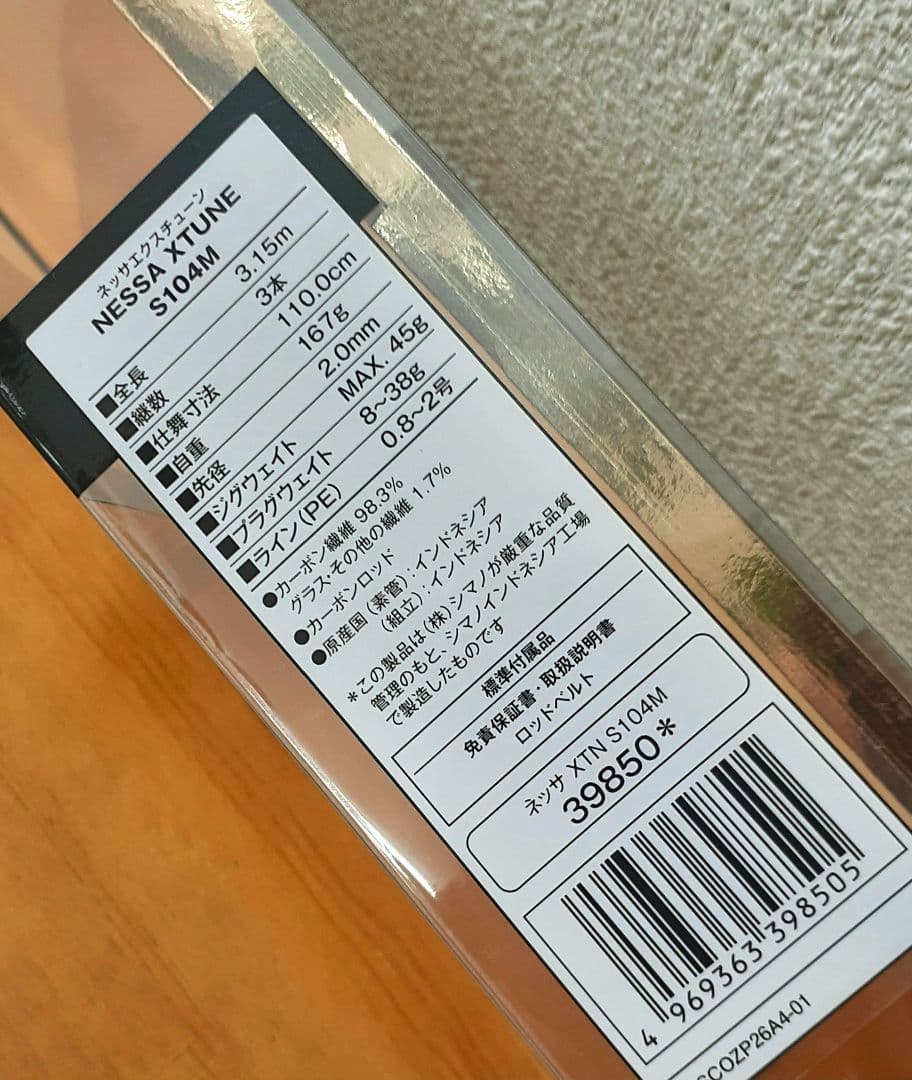 ネッサエクスチューン
NESSA XTUNE
S104M
■全長 3.15m
■継数 3本
■仕舞寸法 110.0cm
■自重 167g
■先径 2.0mm
■ジグウェイト MAX. 45g
■プラグウェイト 8～38g
■ライン(PE) 0.8～2号
●カーボン繊維 98.3%
グラス・その他の繊維 1.7%
●カーボンロッド
●原産国(素管):インドネシア
(組立):インドネシア
*この製品は(株)シマノが厳重な品質
管理のもと、シマノインドネシア工場
で製造したものです
標準付属品
免責保証書・取扱説明書
ロッドベルト
ネッサ XTN S104M
39850*
4 969363 398505
COZP26A4-01